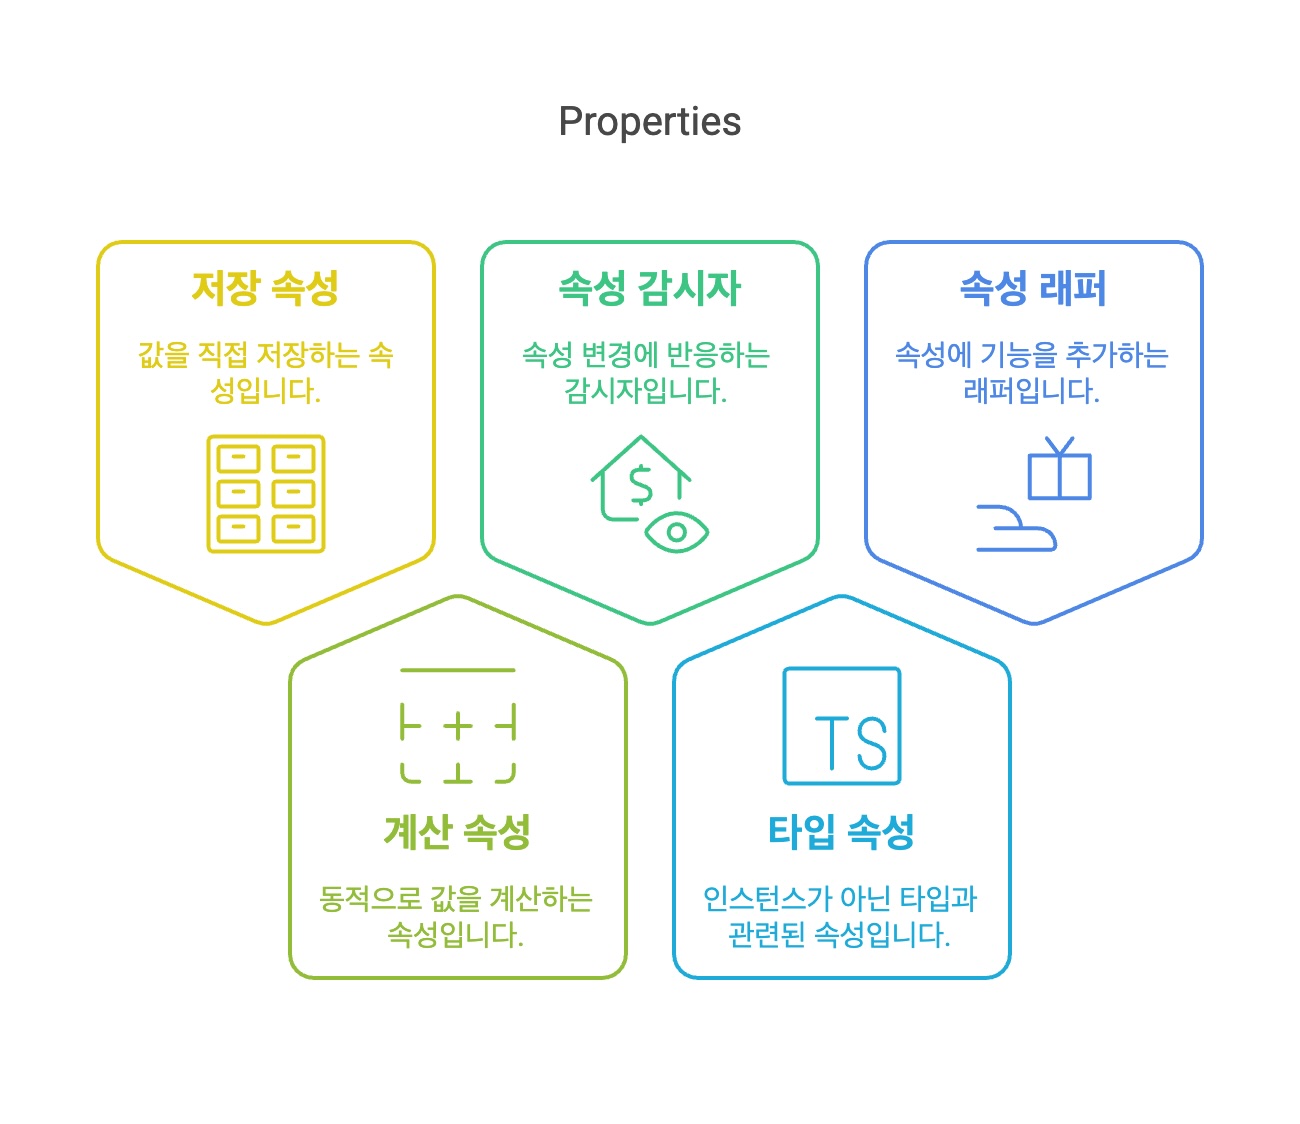 Properties
저장 속성
값을 직접 저장하는 속
성입니다.
속성 감시자
속성 변경에 반응하는
감시자입니다.
$
속성 래퍼
속성에 기능을 추가하는
래퍼입니다.
계산 속성
동적으로 값을 계산하는
속성입니다.
TS
타입 속성
인스턴스가 아닌 타입과
관련된 속성입니다.